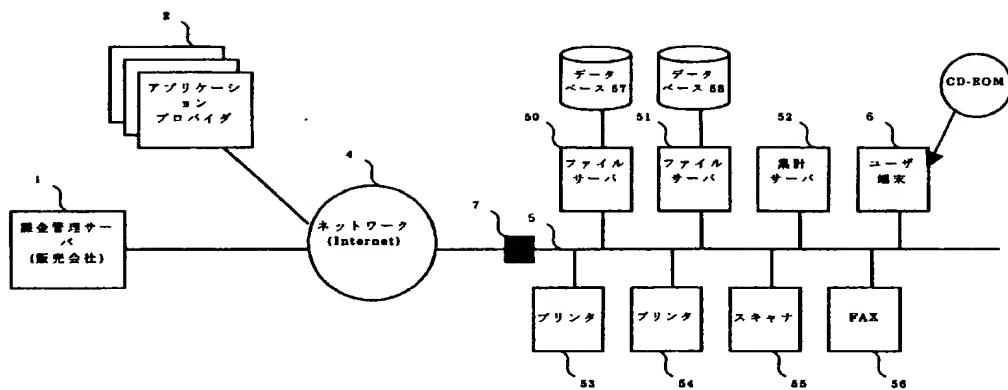 2
アプリケーシ
ョン
プロバイダ
1
課金管理サー
バ
(販売会社)
4
ネットワーク
(Internet)
7
5
データ
ベース 57
データ
ベース 58
CD-ROM
50
ファイル
サーバ
51
ファイル
サーバ
52
集計
サーバ
6
ユーザ
端末
プリンタ
53
プリンタ
54
スキャナ
55
FAX
56